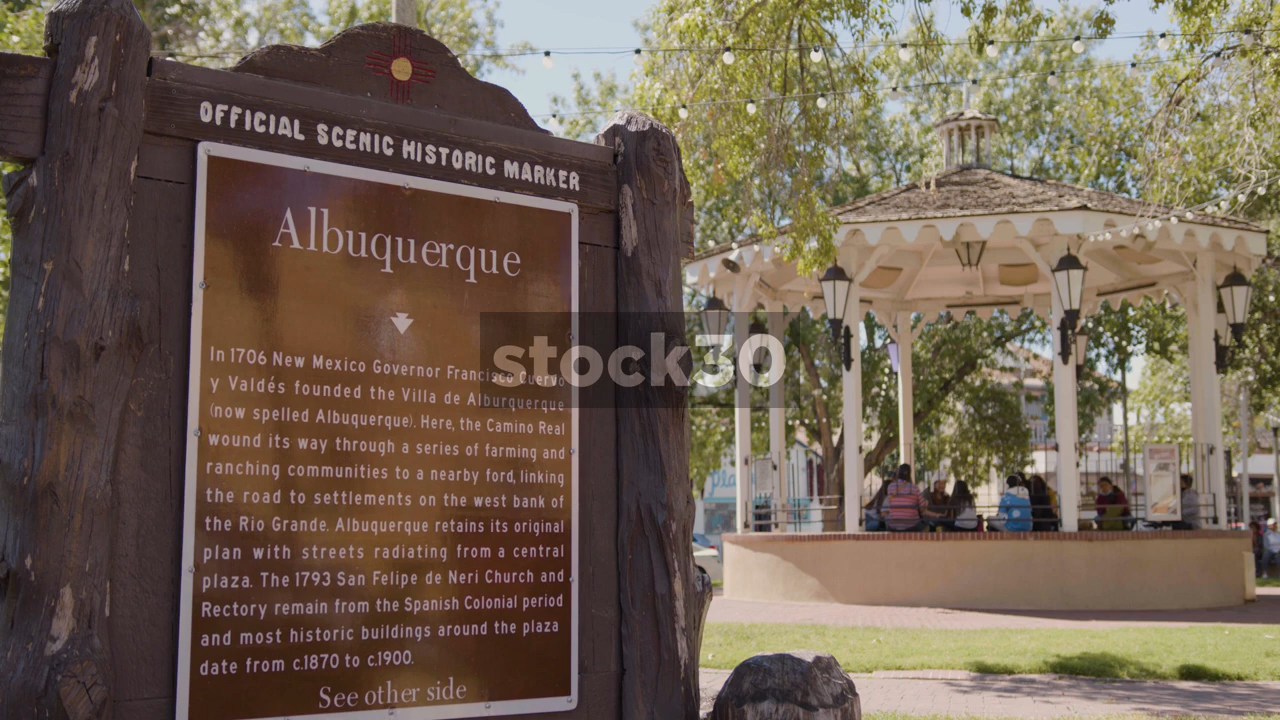 OFFICIAL SCENIC HISTORIC MARKER
Albuquerque
In 1706 New Mexico Governor Francisco Cuervo
y Valdés founded the Villa de Alburquerque
(now spelled Albuquerque). Here, the Camino Real
wound its way through a series of farming and
ranching communities to a nearby ford, linking
the road to settlements on the west bank of
the Rio Grande. Albuquerque retains its original
plan with streets radiating from a central
plaza. The 1793 San Felipe de Neri Church and
Rectory remain from the Spanish Colonial period
and most historic buildings around the plaza
date from c.1870 to c.1900.
See other side
stock30